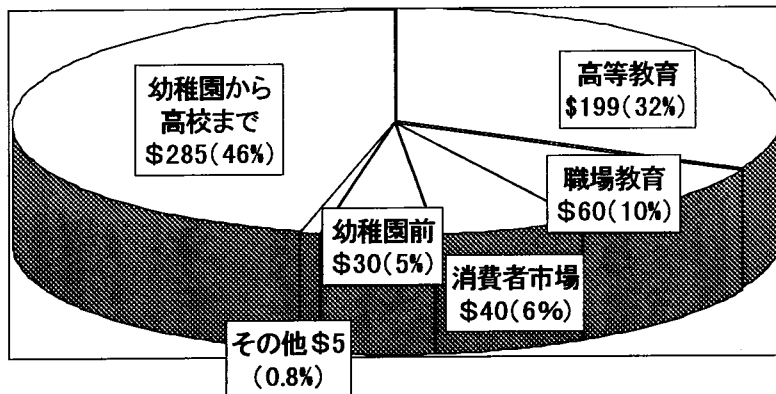 高等教育
$199(32%)
職場教育
$60(10%)
消費者市場
$40(6%)
幼稚園前
$30(5%)
その他$5
(0.8%)
幼稚園から
高校まで
$285(46%)